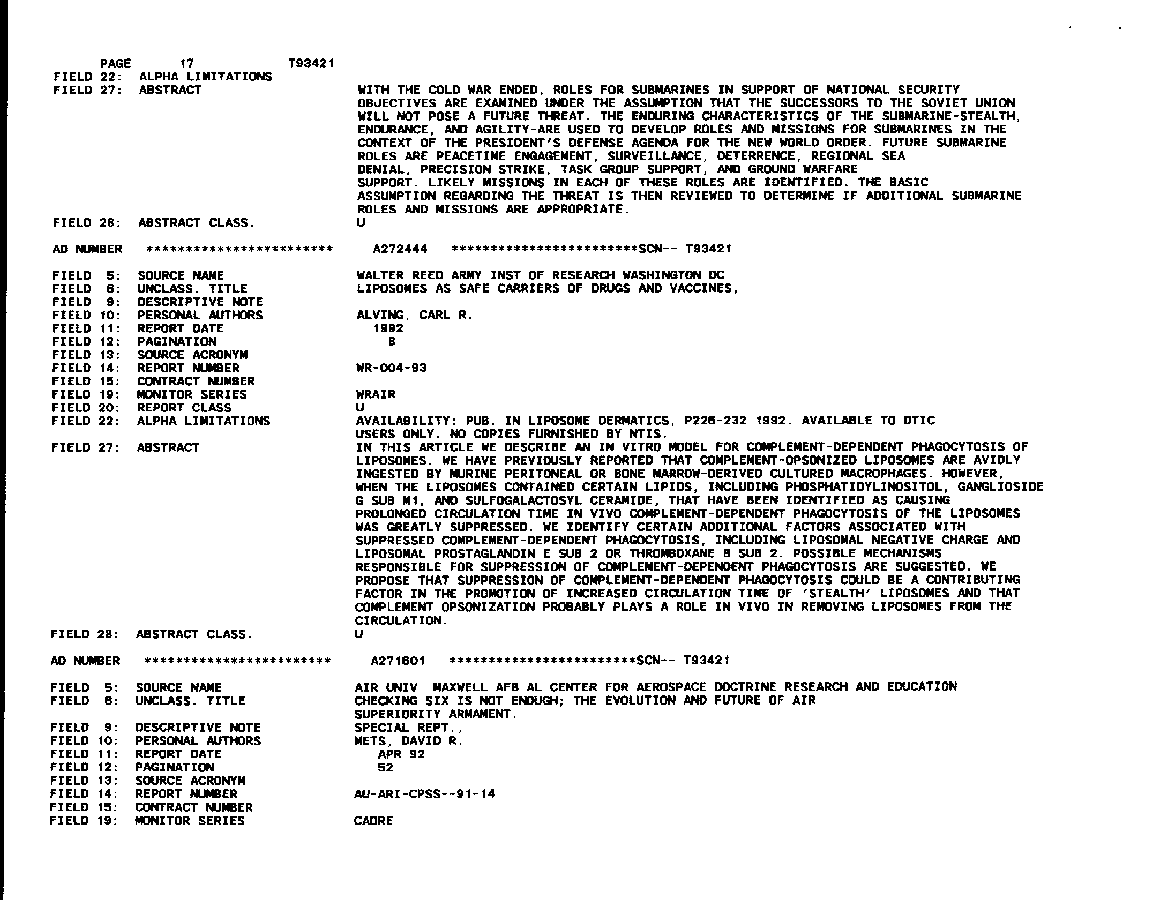 PAGE 17 T93421
FIELD 22: ALPHA LIMITATIONS
FIELD 27: ABSTRACT WITH THE COLD WAR ENDED, ROLES FOR SUBMARINES IN SUPPORT OF NATIONAL SECURITY
OBJECTIVES ARE EXAMINED UNDER THE ASSUMPTION THAT THE SUCCESSORS TO THE SOVIET UNION
WILL NOT POSE A FUTURE THREAT. THE ENDURING CHARACTERISTICS OF THE SUBMARINE-STEALTH,
ENDURANCE, AND AGILITY-ARE USED TO DEVELOP ROLES AND MISSIONS FOR SUBMARINES IN THE
CONTEXT OF THE PRESIDENT'S DEFENSE AGENDA FOR THE NEW WORLD ORDER. FUTURE SUBMARINE
ROLES ARE PEACETIME ENGAGEMENT, SURVEILLANCE, DETERRENCE, REGIONAL SEA
DENIAL, PRECISION STRIKE, TASK GROUP SUPPORT, AND GROUND WARFARE
SUPPORT. LIKELY MISSIONS IN EACH OF THESE ROLES ARE IDENTIFIED. THE BASIC
ASSUMPTION REGARDING THE THREAT IS THEN REVIEWED TO DETERMINE IF ADDITIONAL SUBMARINE
ROLES AND MISSIONS ARE APPROPRIATE.
FIELD 28: ABSTRACT CLASS. U
AD NUMBER ************************ A272444 ************************SCN-- T93421
FIELD 5: SOURCE NAME WALTER REED ARMY INST OF RESEARCH WASHINGTON DC
FIELD 6: UNCLASS. TITLE LIPOSOMES AS SAFE CARRIERS OF DRUGS AND VACCINES,
FIELD 9: DESCRIPTIVE NOTE
FIELD 10: PERSONAL AUTHORS ALVING, CARL R.
FIELD 11: REPORT DATE 1992
FIELD 12: PAGINATION 8
FIELD 13: SOURCE ACRONYM
FIELD 14: REPORT NUMBER WR-004-93
FIELD 15: CONTRACT NUMBER
FIELD 19: MONITOR SERIES WRAIR
FIELD 20: REPORT CLASS U
FIELD 22: ALPHA LIMITATIONS AVAILABILITY: PUB. IN LIPOSOME DERMATICS, P226-232 1992. AVAILABLE TO DTIC
USERS ONLY. NO COPIES FURNISHED BY NTIS.
FIELD 27: ABSTRACT IN THIS ARTICLE WE DESCRIBE AN IN VITRO MODEL FOR COMPLEMENT-DEPENDENT PHAGOCYTOSIS OF
LIPOSOMES. WE HAVE PREVIOUSLY REPORTED THAT COMPLEMENT-OPSONIZED LIPOSOMES ARE AVIDLY
INGESTED BY MURINE PERITONEAL OR BONE MARROW-DERIVED CULTURED MACROPHAGES. HOWEVER,
WHEN THE LIPOSOMES CONTAINED CERTAIN LIPIDS, INCLUDING PHOSPHATIDYLINOSITOL, GANGLIOSIDE
G SUB M1, AND SULFOGALACTOSYL CERAMIDE, THAT HAVE BEEN IDENTIFIED AS CAUSING
PROLONGED CIRCULATION TIME IN VIVO COMPLEMENT-DEPENDENT PHAGOCYTOSIS OF THE LIPOSOMES
WAS GREATLY SUPPRESSED. WE IDENTIFY CERTAIN ADDITIONAL FACTORS ASSOCIATED WITH
SUPPRESSED COMPLEMENT-DEPENDENT PHAGOCYTOSIS, INCLUDING LIPOSOMAL NEGATIVE CHARGE AND
LIPOSOMAL PROSTAGLANDIN E SUB 2 OR THROMBOXANE B SUB 2. POSSIBLE MECHANISMS
RESPONSIBLE FOR SUPPRESSION OF COMPLEMENT-DEPENDENT PHAGOCYTOSIS ARE SUGGESTED. WE
PROPOSE THAT SUPPRESSION OF COMPLEMENT-DEPENDENT PHAGOCYTOSIS COULD BE A CONTRIBUTING
FACTOR IN THE PROMOTION OF INCREASED CIRCULATION TIME OF 'STEALTH' LIPOSOMES AND THAT
COMPLEMENT OPSONIZATION PROBABLY PLAYS A ROLE IN VIVO IN REMOVING LIPOSOMES FROM THE
CIRCULATION.
FIELD 28: ABSTRACT CLASS. U
AD NUMBER ************************ A271601 ************************SCN-- T93421
FIELD 5: SOURCE NAME AIR UNIV MAXWELL AFB AL CENTER FOR AEROSPACE DOCTRINE RESEARCH AND EDUCATION
FIELD 6: UNCLASS. TITLE CHECKING SIX IS NOT ENOUGH; THE EVOLUTION AND FUTURE OF AIR
SUPERIORITY ARMAMENT.
FIELD 9: DESCRIPTIVE NOTE SPECIAL REPT.,
FIELD 10: PERSONAL AUTHORS METS, DAVID R.
FIELD 11: REPORT DATE APR 92
FIELD 12: PAGINATION 52
FIELD 13: SOURCE ACRONYM
FIELD 14: REPORT NUMBER AU-ARI-CPSS--91-14
FIELD 15: CONTRACT NUMBER
FIELD 19: MONITOR SERIES CADRE